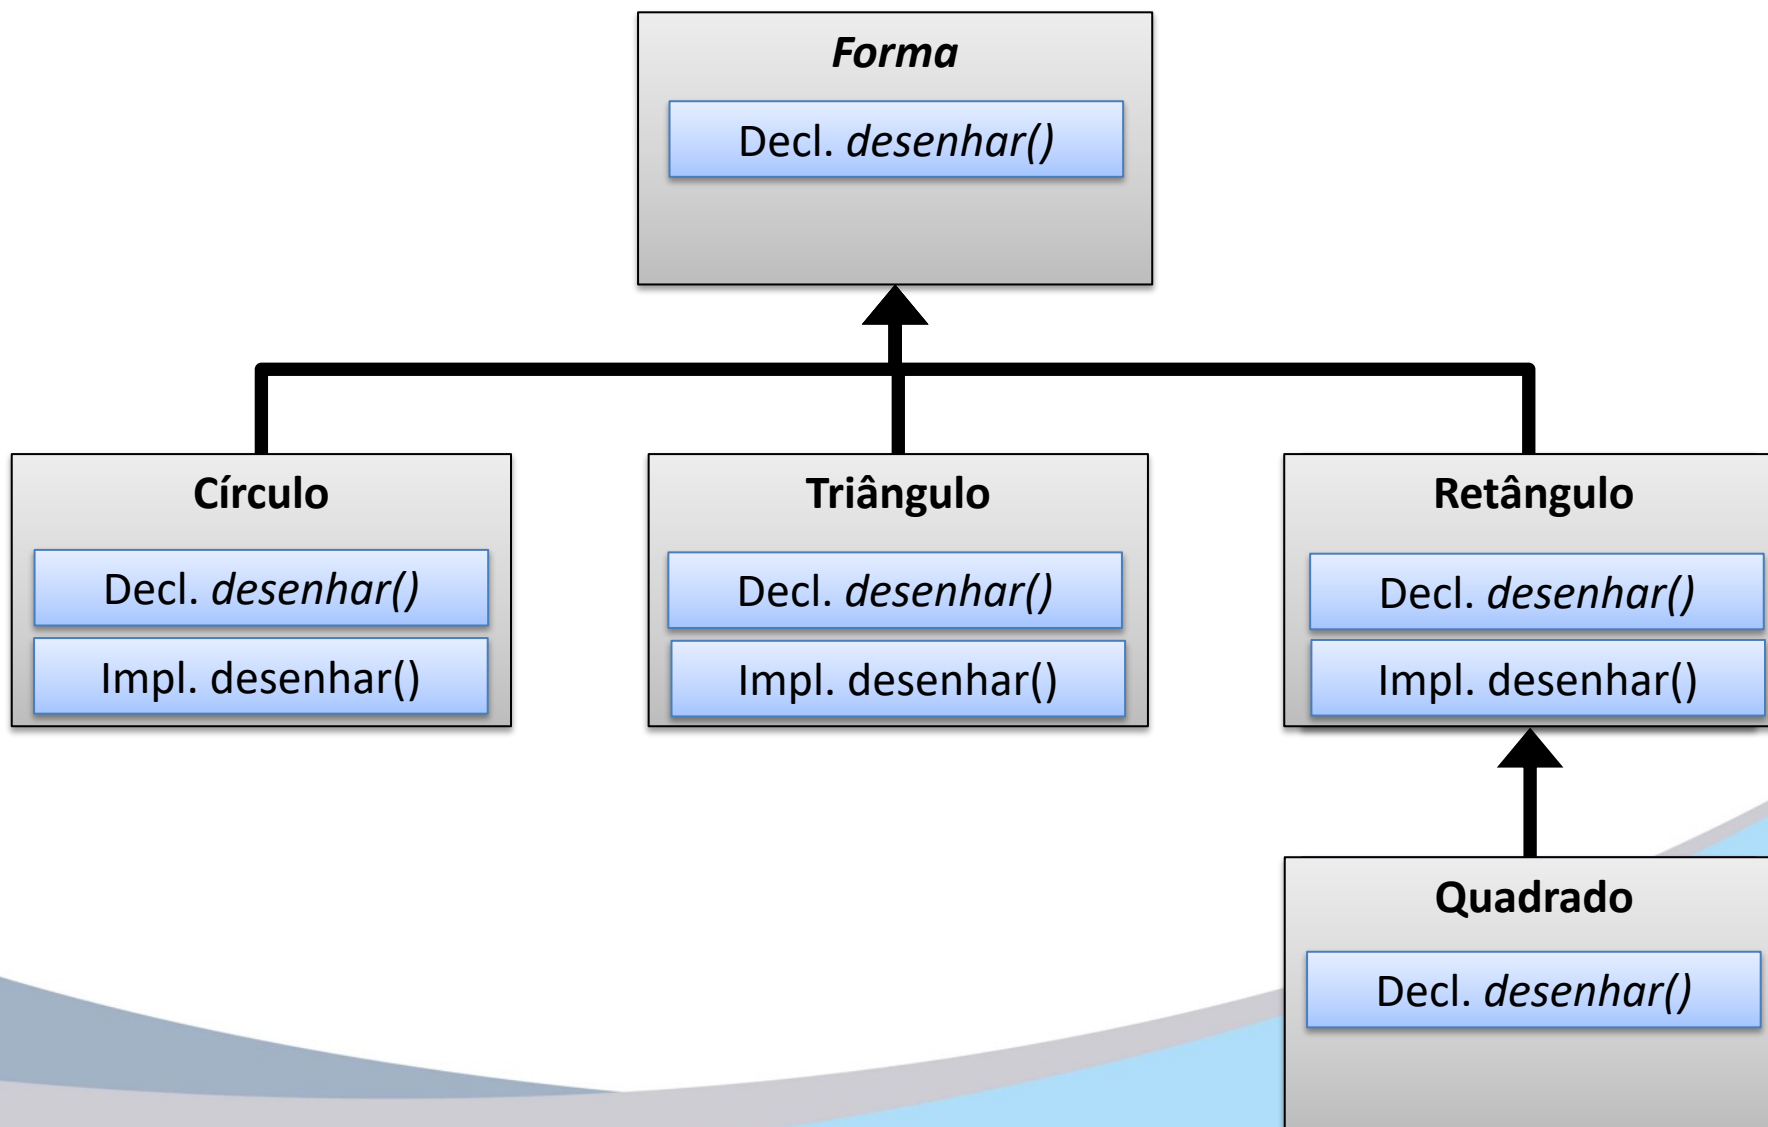 Forma
Decl. desenhar()
Círculo
Decl. desenhar()
Impl. desenhar()
Triângulo
Decl. desenhar()
Impl. desenhar()
Retângulo
Decl. desenhar()
Impl. desenhar()
Quadrado
Decl. desenhar()